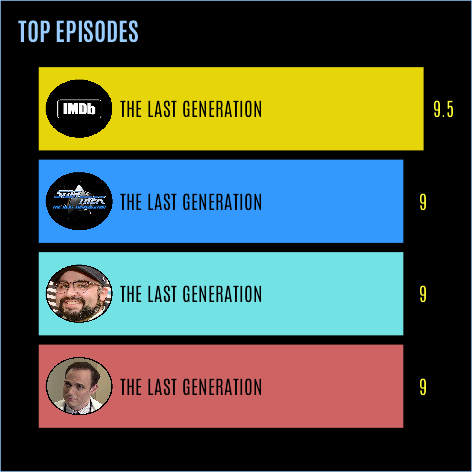 TOP EPISODES
IMDb THE LAST GENERATION 9.5
THE LAST GENERATION 9
THE LAST GENERATION 9
THE LAST GENERATION 9